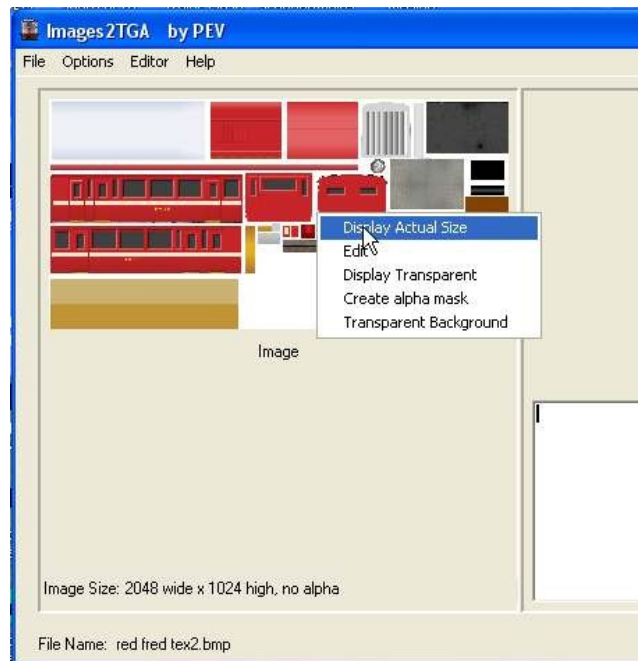 Images2TGA by PEV
File Options Editor Help
Display Actual Size
Edit
Display Transparent
Create alpha mask
Transparent Background
Image
Image Size: 2048 wide x 1024 high, no alpha
File Name: red fred tex2.bmp